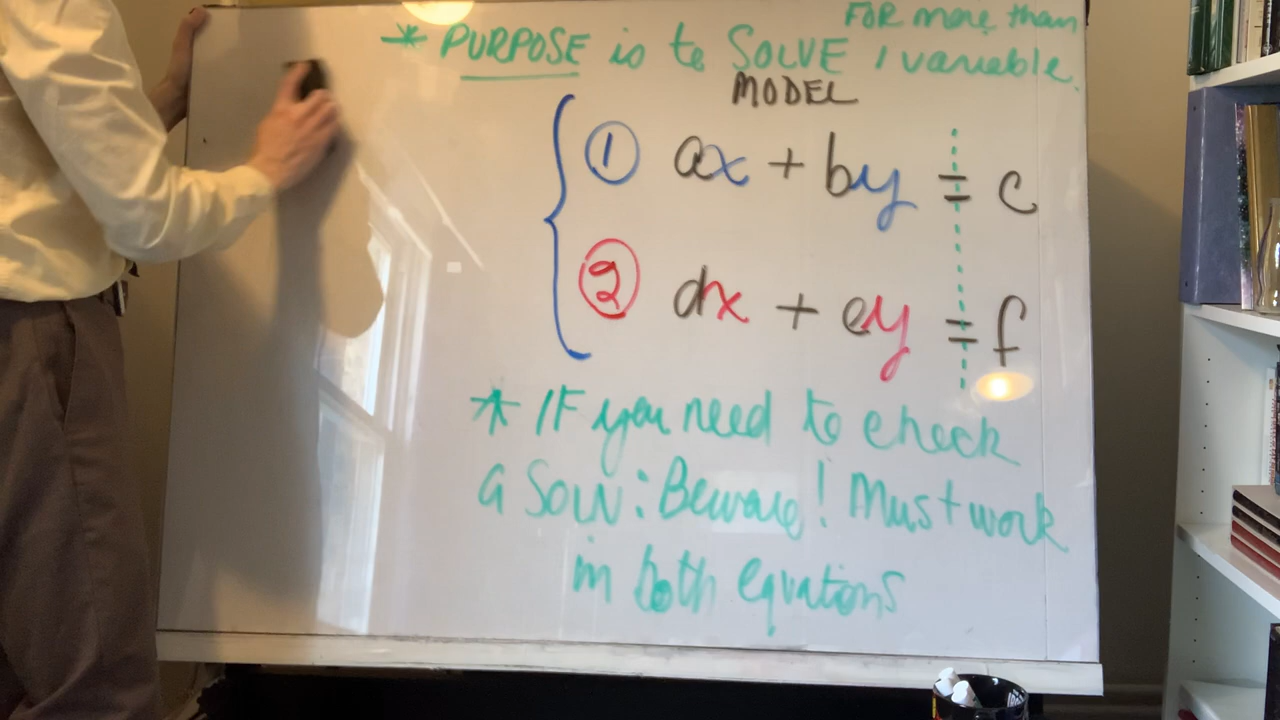 FOR more than
* PURPOSE is to SOLVE 1 variable.
MODEL
① ax + by = c
② dx + ey = f
* IF you need to check
a SOLN: Beware! Must work
in both equations